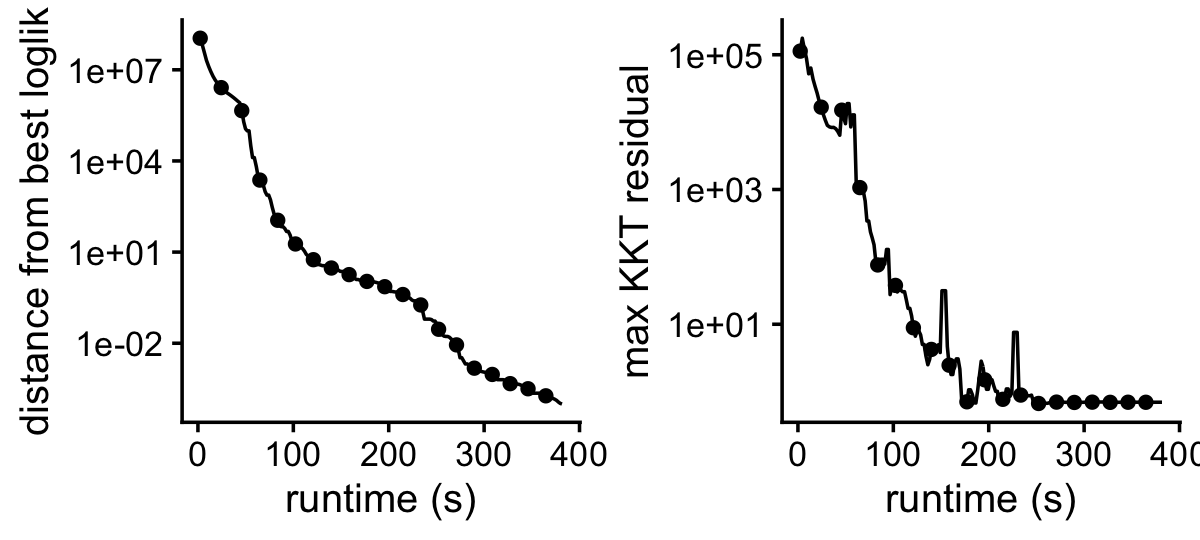 distance from best loglik
1e+07
1e+04
1e+01
1e-02
0 100 200 300 400
runtime (s)
max KKT residual
1e+05
1e+03
1e+01
0 100 200 300 400
runtime (s)